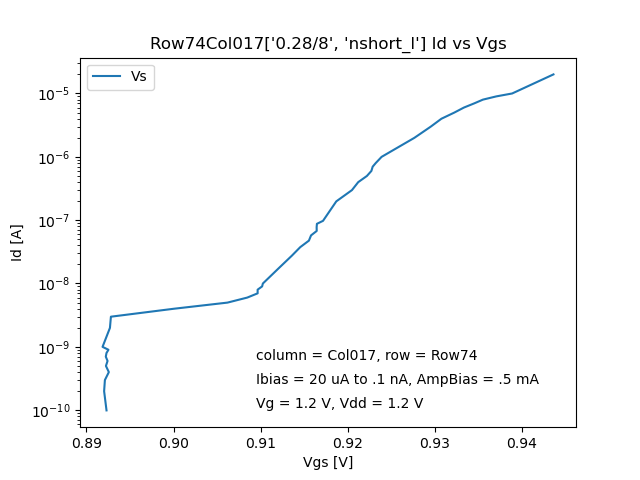 Row74Col017['0.28/8', 'nshort_l'] Id vs Vgs
Vs
10⁻⁵
10⁻⁶
10⁻⁷
10⁻⁸
10⁻⁹
10⁻¹⁰
Id [A]
column = Col017, row = Row74
Ibias = 20 uA to .1 nA, AmpBias = .5 mA
Vg = 1.2 V, Vdd = 1.2 V
0.89 0.90 0.91 0.92 0.93 0.94
Vgs [V]